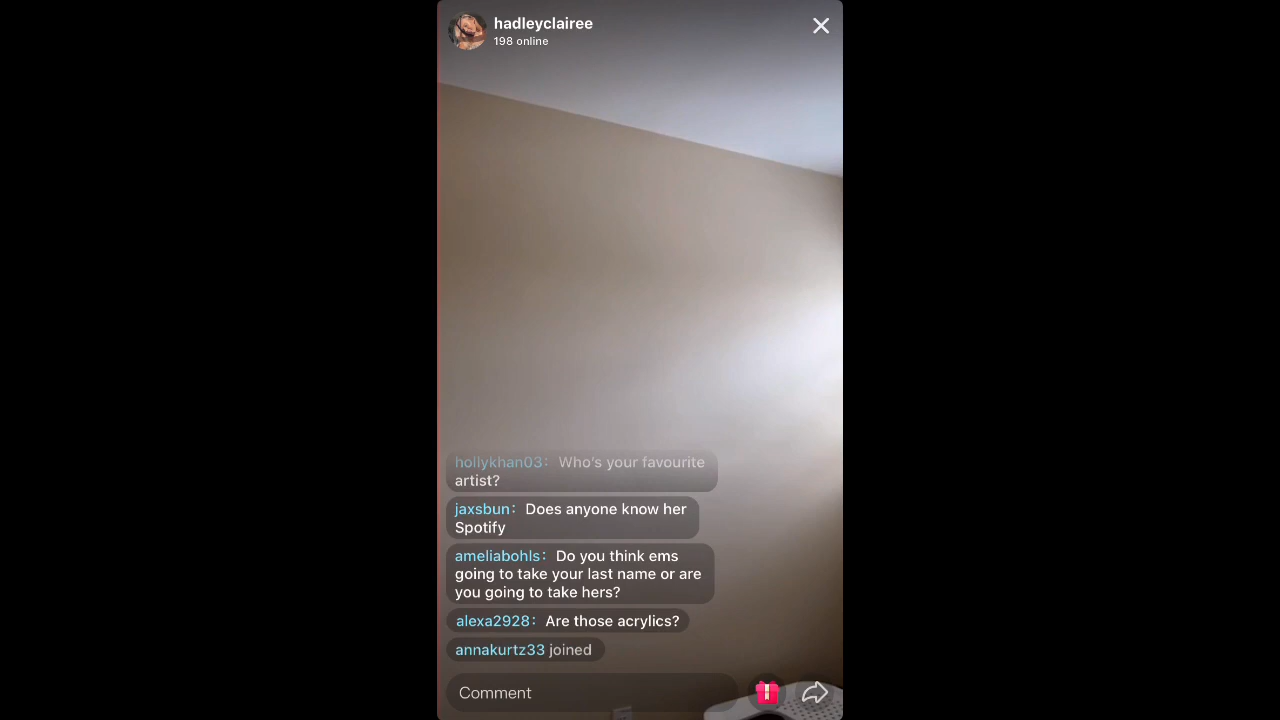 hadleyclairee
198 online
hollykhan03: Who's your favourite
artist?
jaxsbun: Does anyone know her
Spotify
ameliabohls: Do you think ems
going to take your last name or are
you going to take hers?
alexa2928: Are those acrylics?
annakurtz33 joined
Comment